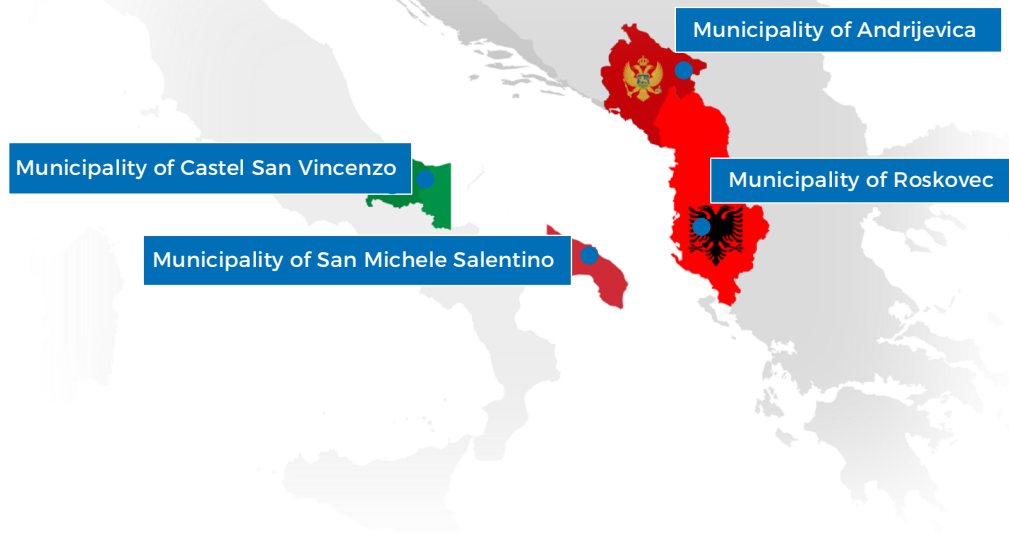 Municipality of Andrijevica
Municipality of Castel San Vincenzo
Municipality of Roskovec
Municipality of San Michele Salentino